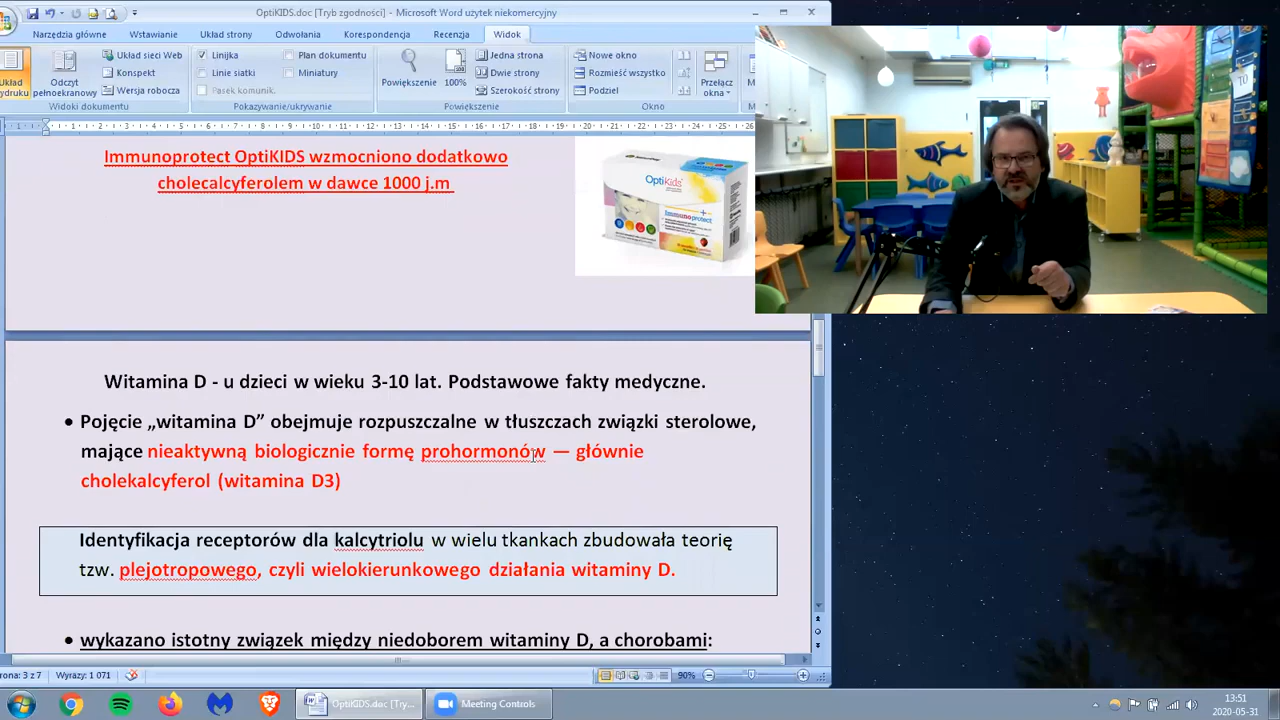 OptiKIDS.doc [Tryb zgodności] - Microsoft Word użytek niekomercyjny
Narzędzia główne Wstawianie Układ strony Korespondencja Recenzja Widok
Układ wydruku
Odczyt pełnoekranowy
Układ sieci Web
Konspekt
Wersja robocza
Widoki dokumentu
Linijka
Linie siatki
Pasek komunik.
Plan dokumentu
Miniatury
Pokazywanie/ukrywanie
Powiększenie
100%
Jedna strona
Dwie strony
Szerokość strony
Powiększenie
Nowe okno
Rozmieść wszystko
Podziel
Przełącz okna
Okno
Immunoprotect OptiKIDS wzmocniono dodatkowo
cholecalcyferolem w dawce 1000 j.m
OptiKids
Immunoprotect
Witamina D - u dzieci w wieku 3-10 lat. Podstawowe fakty medyczne.
• Pojęcie „witamina D” obejmuje rozpuszczalne w tłuszczach związki sterolowe,
mające nieaktywną biologicznie formę prohormonów — głównie
cholekalcyferol (witamina D3)
Identyfikacja receptorów dla kalcytriolu w wielu tkankach zbudowała teorię
tzw. plejotropowego, czyli wielokierunkowego działania witaminy D.
• wykazano istotny związek między niedoborem witaminy D, a chorobami:
trona: 3 z 7 Wyrazy: 1 071 90%
OptiKIDS.doc [Try... Meeting Controls
13:51
2020-05-31